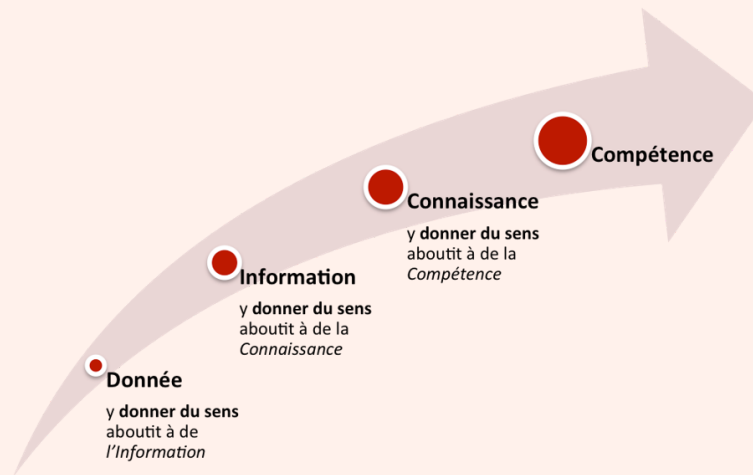 Compétence
Connaissance
y donner du sens
aboutit à de la
Compétence
Information
y donner du sens
aboutit à de la
Connaissance
Donnée
y donner du sens
aboutit à de
l’Information